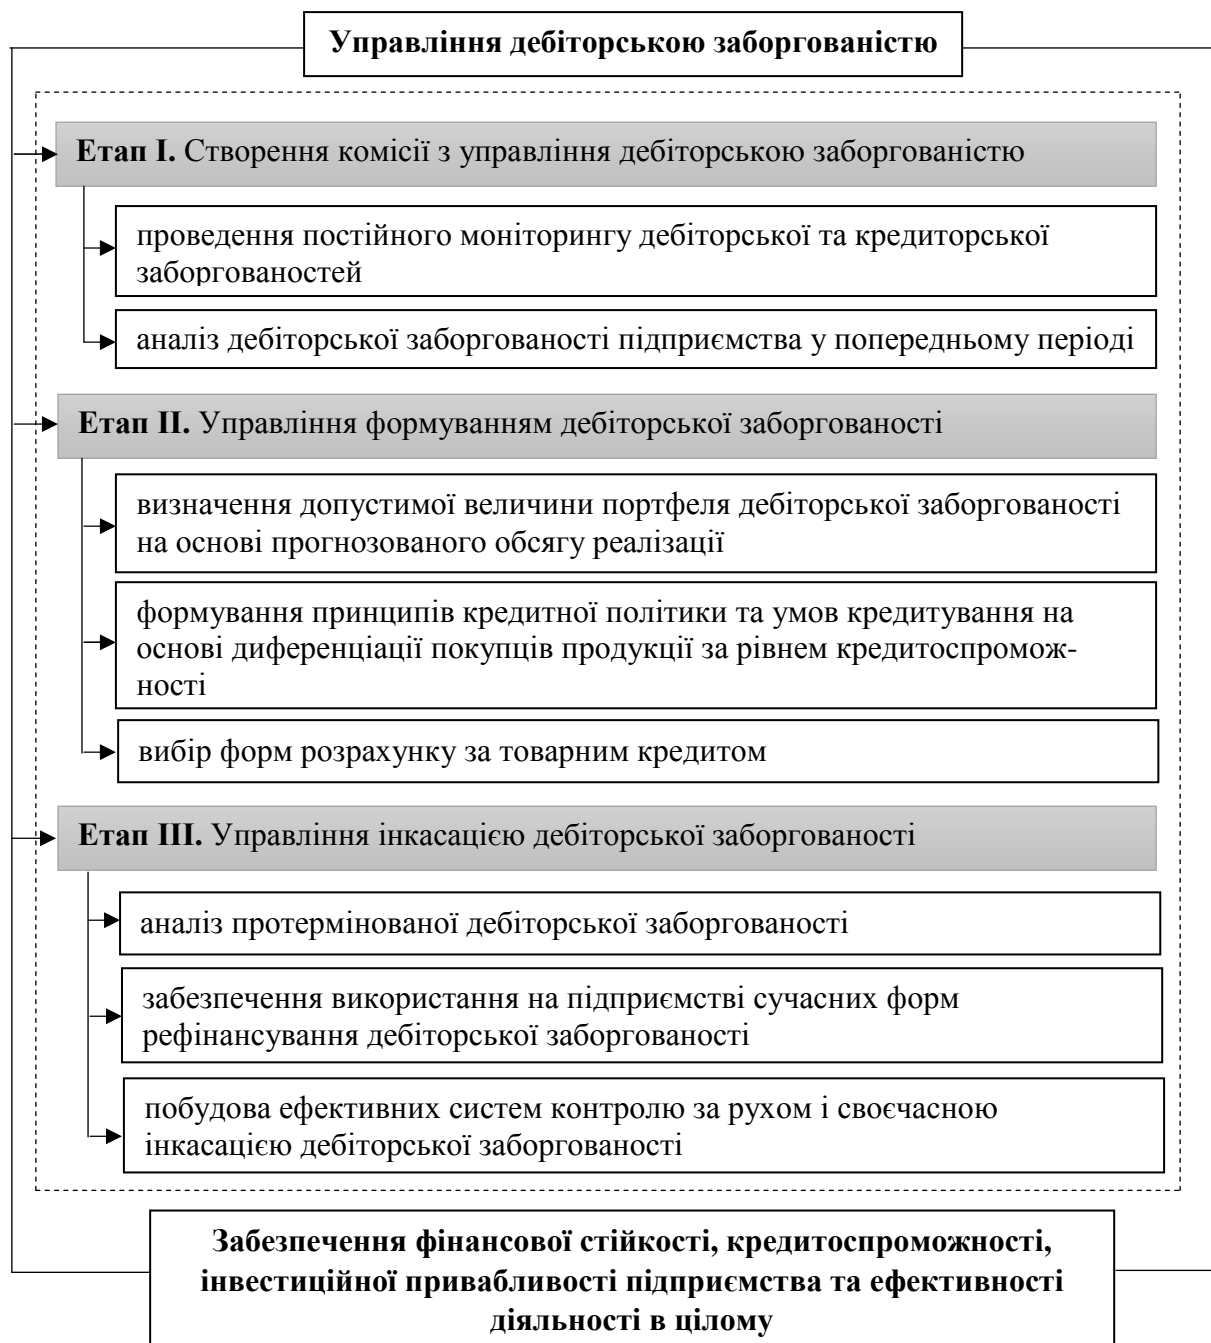 Управління дебіторською заборгованістю
Етап I. Створення комісії з управління дебіторською заборгованістю
проведення постійного моніторингу дебіторської та кредиторської
заборгованостей
аналіз дебіторської заборгованості підприємства у попередньому періоді
Етап II. Управління формуванням дебіторської заборгованості
визначення допустимої величини портфеля дебіторської заборгованості
на основі прогнозованого обсягу реалізації
формування принципів кредитної політики та умов кредитування на
основі диференціації покупців продукції за рівнем кредитоспромож-
ності
вибір форм розрахунку за товарним кредитом
Етап III. Управління інкасацією дебіторської заборгованості
аналіз протермінованої дебіторської заборгованості
забезпечення використання на підприємстві сучасних форм
рефінансування дебіторської заборгованості
побудова ефективних систем контролю за рухом і своєчасною
інкасацією дебіторської заборгованості
Забезпечення фінансової стійкості, кредитоспроможності,
інвестиційної привабливості підприємства та ефективності
діяльності в цілому